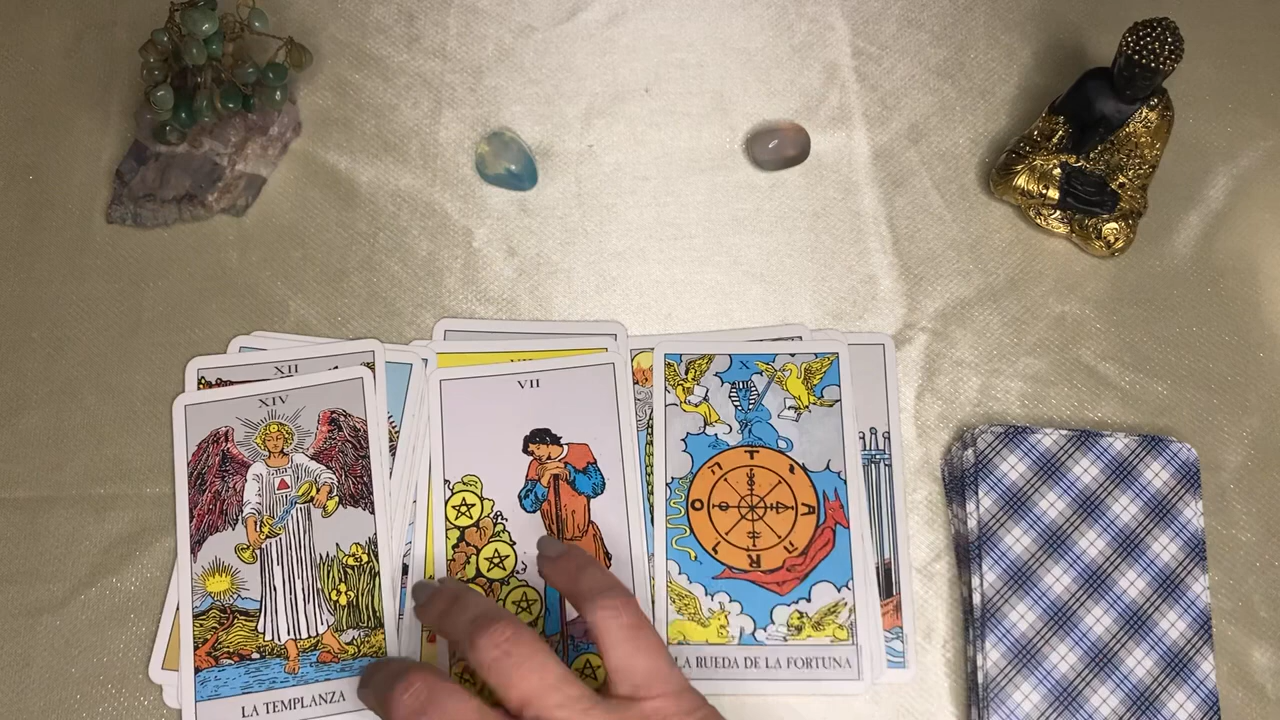 XII
XIV
LA TEMPLANZA
VII
X
T
A
R
O
LA RUEDA DE LA FORTUNA